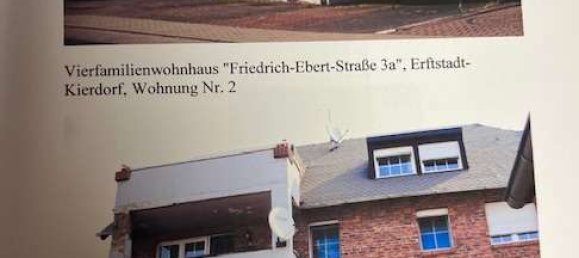 Vierfamilienwohnhaus "Friedrich-Ebert-Straße 3a", Erftstadt-
Kierdorf, Wohnung Nr. 2